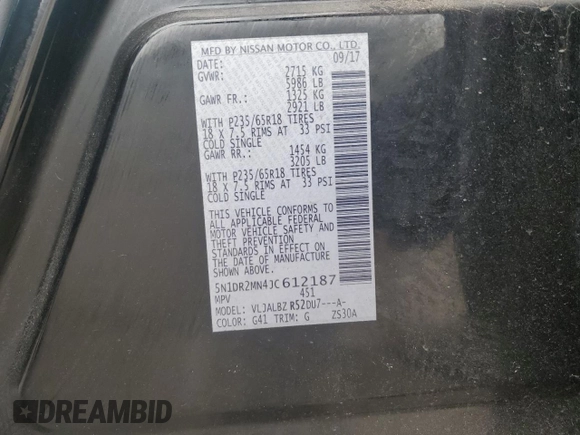 MFD BY NISSAN MOTOR CO., LTD.
DATE: 09/17
GVWR: 2715 KG
5986 LB
GAWR FR.: 1325 KG
2921 LB
WITH P235/65R18 TIRES
18 X 7.5 RIMS AT 33 PSI
COLD SINGLE
GAWR RR.: 1454 KG
3205 LB
WITH P235/65R18 TIRES
18 X 7.5 RIMS AT 33 PSI
COLD SINGLE
THIS VEHICLE CONFORMS TO
ALL APPLICABLE FEDERAL
MOTOR VEHICLE SAFETY AND
THEFT PREVENTION
STANDARDS IN EFFECT ON
THE DATE OF MANUFACTURE
SHOWN ABOVE.
5N1DR2MN4JC612187
MPV 451
MODEL: VLJALBZ R52DU7---A-
COLOR: G41 TRIM: G ZS30A
DREAMBID